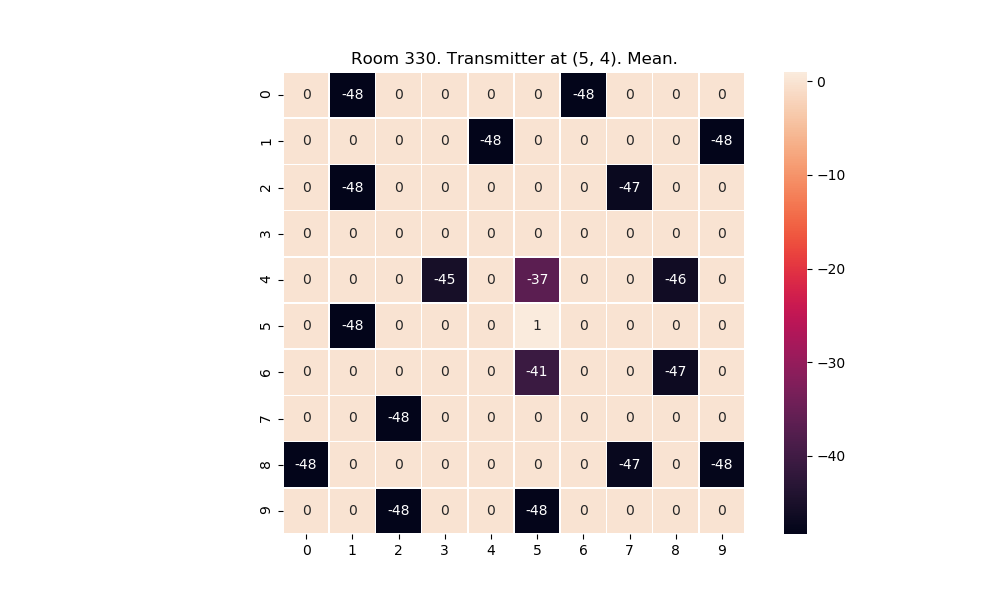 Room 330. Transmitter at (5, 4). Mean.
0 0 -48 0 0 0 0 -48 0 0 0 0
1 0 0 0 0 -48 0 0 0 0 -48
2 0 -48 0 0 0 0 0 -47 0 0 -10
3 0 0 0 0 0 0 0 0 0 0
4 0 0 0 -45 0 -37 0 0 -46 0 -20
5 0 -48 0 0 0 1 0 0 0 0
6 0 0 0 0 0 -41 0 0 -47 0 -30
7 0 0 -48 0 0 0 0 0 0 0
8 -48 0 0 0 0 0 0 -47 0 -48 -40
9 0 0 -48 0 0 -48 0 0 0 0
0 1 2 3 4 5 6 7 8 9